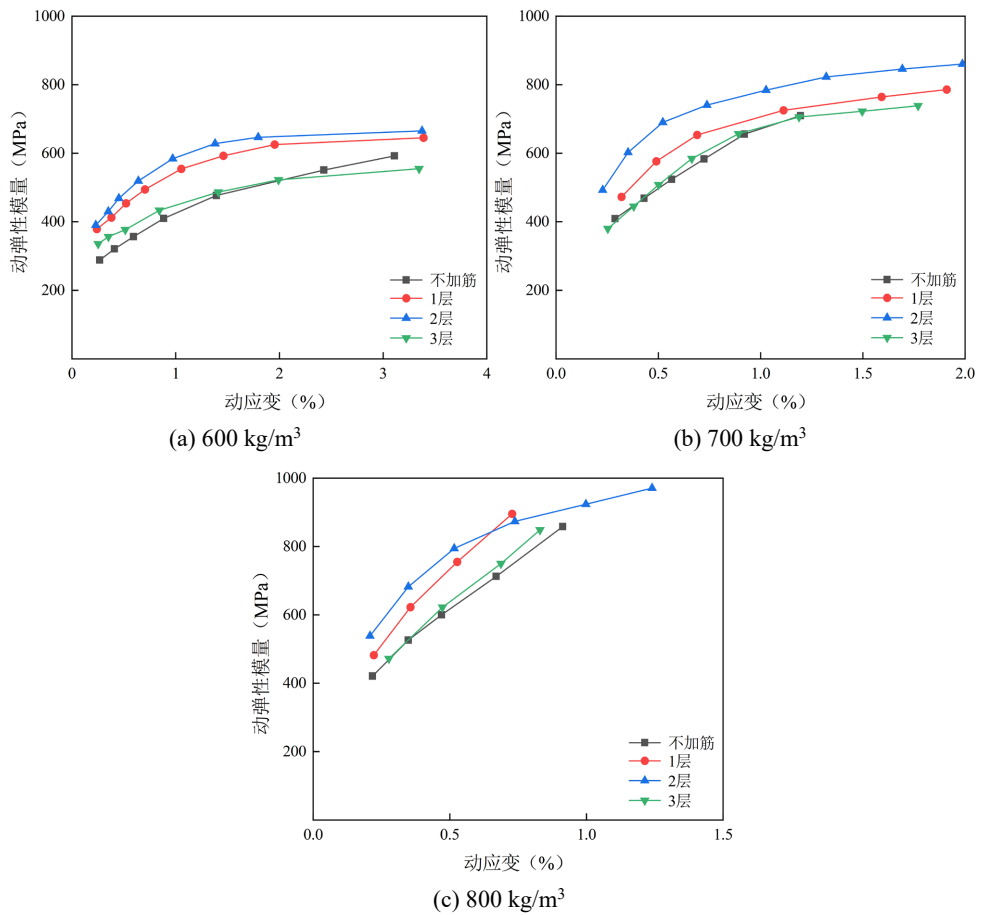 1000
800
600
400
200
动弹性模量（MPa）
不加筋
1层
2层
3层
0
1
2
3
4
动应变（%）
(a) 600 kg/m³
1000
800
600
400
200
动弹性模量（MPa）
不加筋
1层
2层
3层
0.0
0.5
1.0
1.5
2.0
动应变（%）
(b) 700 kg/m³
1000
800
600
400
200
动弹性模量（MPa）
不加筋
1层
2层
3层
0.0
0.5
1.0
1.5
动应变（%）
(c) 800 kg/m³